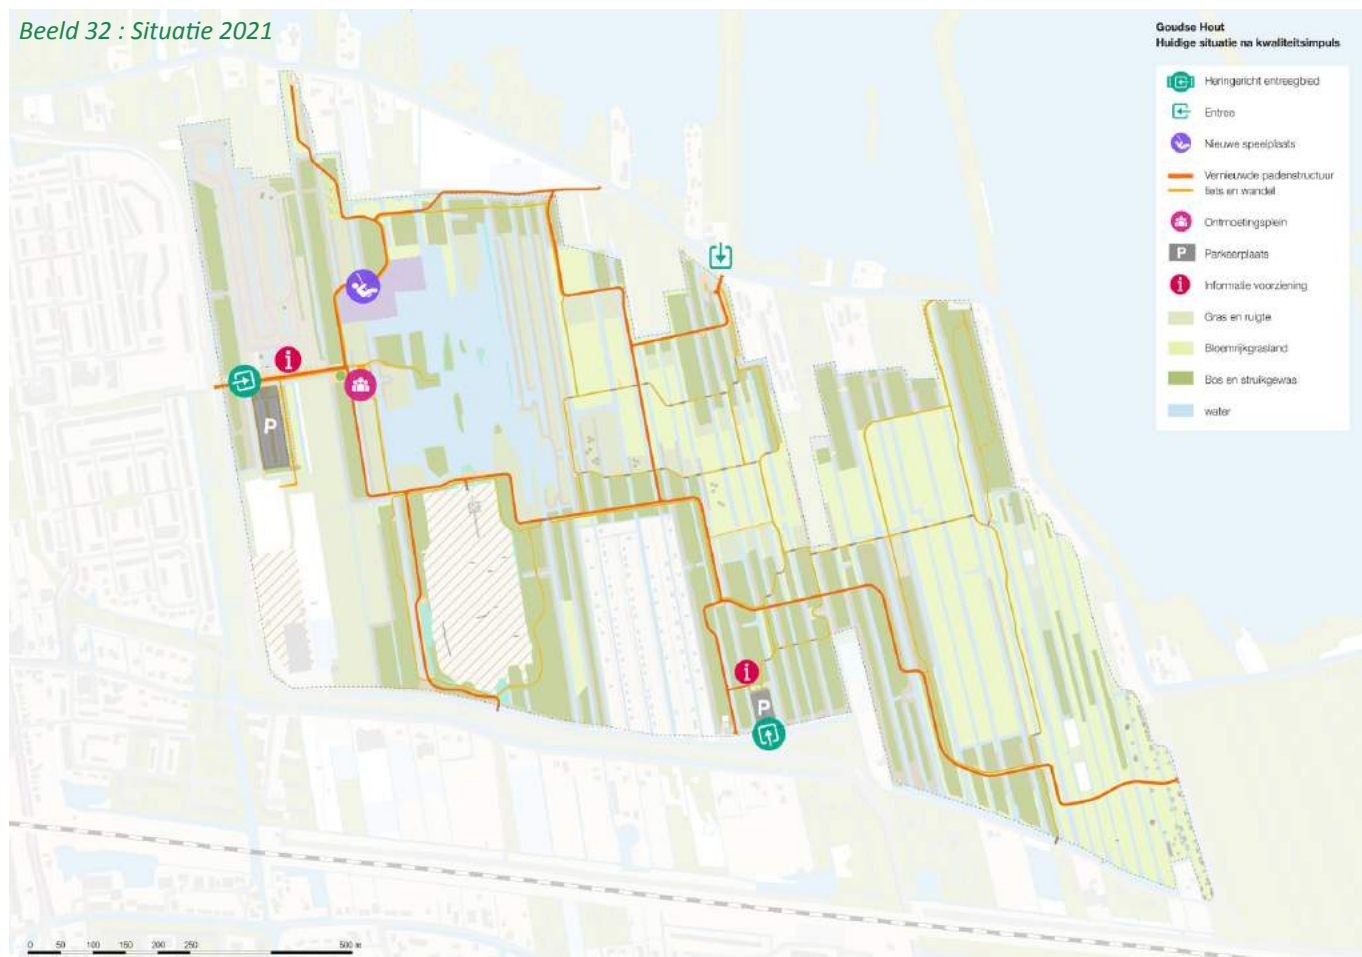 Beeld 32 : Situatie 2021
Goudse Hout
Huidige situatie na kwaliteitsimpuls
Heringericht entreegbied
Entree
Nieuwe speelplaats
Vernieuwde padenstructuur
fiets en wandel
Ontmoetingsplein
P Parkeerplaats
i Informatie voorziening
Gras en ruigte
Bloemrijkgrasland
Bos en struikgewas
water
i
P
i
P
0 50 100 150 200 250 500 m